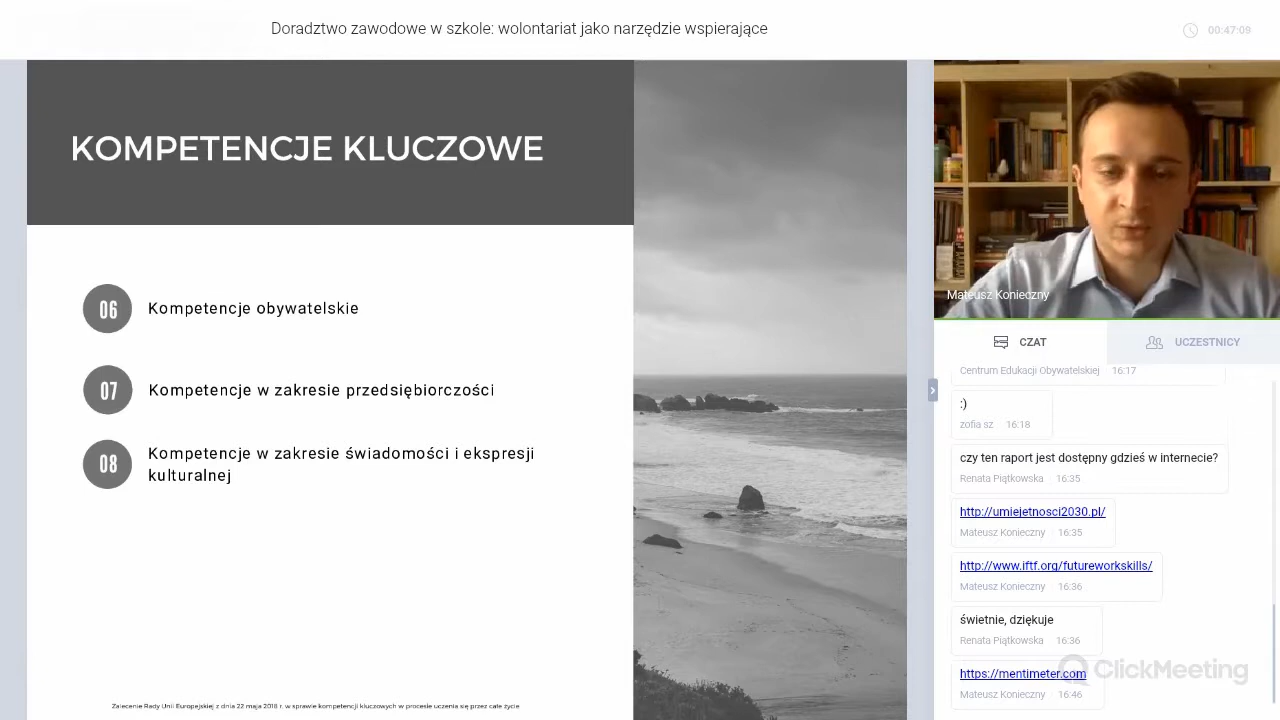 Doradztwo zawodowe w szkole: wolontariat jako narzędzie wspierające
00:47:09
KOMPETENCJE KLUCZOWE
06
Kompetencje obywatelskie
07
Kompetencje w zakresie przedsiębiorczości
08
Kompetencje w zakresie świadomości i ekspresji
kulturalnej
Zalecenie Rady Unii Europejskiej z dnia 22 maja 2018 r. w sprawie kompetencji kluczowych w procesie uczenia się przez całe życie
Mateusz Konieczny
CZAT
UCZESTNICY
Centrum Edukacji Obywatelskiej 16:17
:)
zofia sz 16:18
czy ten raport jest dostępny gdzieś w internecie?
Renata Piątkowska 16:35
http://umiejetnosci2030.pl/
Mateusz Konieczny 16:35
http://www.iftf.org/futureworkskills/
Mateusz Konieczny 16:36
świetnie, dziękuje
Renata Piątkowska 16:36
https://mentimeter.com
Mateusz Konieczny 16:46
ClickMeeting